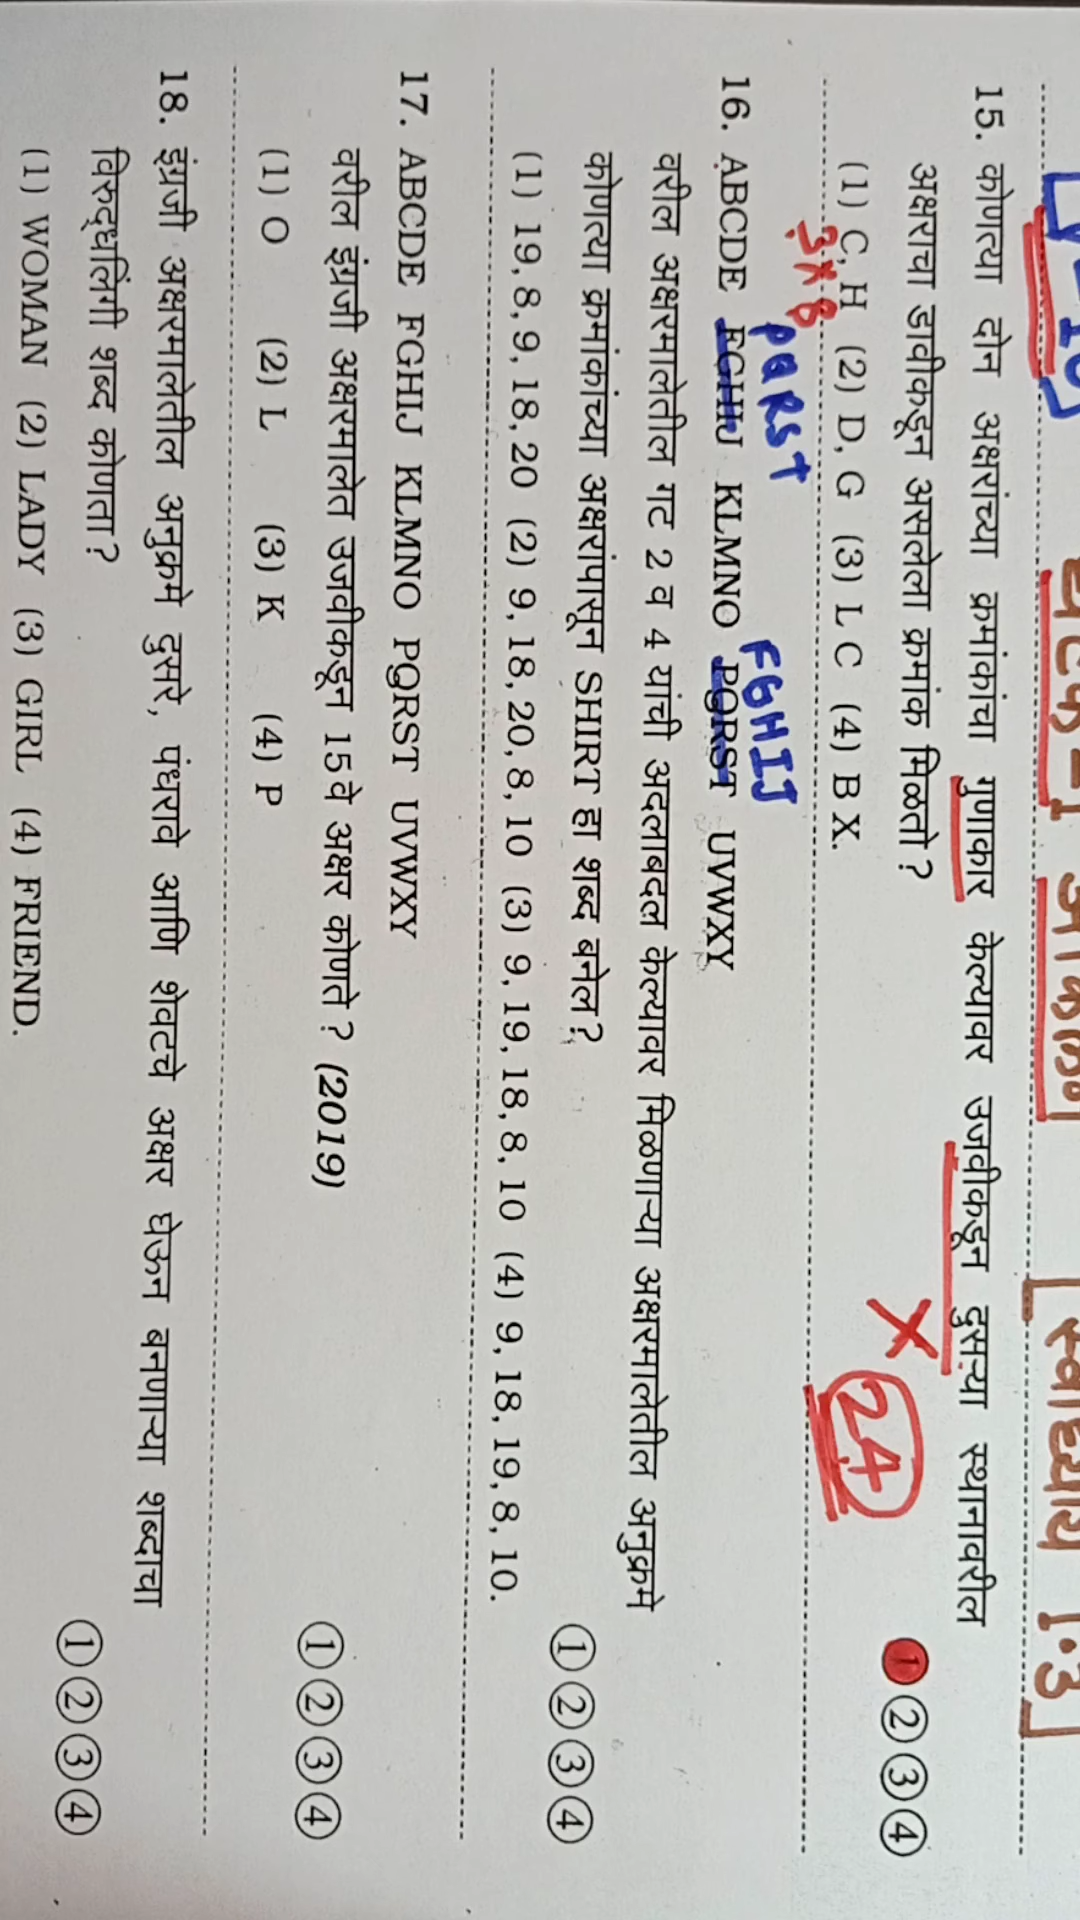 घटक - 1 आकलन
स्वाध्याय 1.3
15. कोणत्या दोन अक्षरांच्या क्रमांकांचा गुणाकार केल्यावर उजवीकडून दुसऱ्या स्थानावरील
अक्षराचा डावीकडून असलेला क्रमांक मिळतो?
X
① ② ③ ④
(1) C, H (2) D, G (3) L C (4) B X.
24
3 x 8
PQRST
FGHIJ
16. ABCDE FGHIJ KLMNO PQRST UVWXY
वरील अक्षरमालेतील गट 2 व 4 यांची अदलाबदल केल्यावर मिळणाऱ्या अक्षरमालेतील अनुक्रमे
कोणत्या क्रमांकांच्या अक्षरांपासून SHIRT हा शब्द बनेल?
① ② ③ ④
(1) 19, 8, 9, 18, 20 (2) 9, 18, 20, 8, 10 (3) 9, 19, 18, 8, 10 (4) 9, 18, 19, 8, 10.
17. ABCDE FGHIJ KLMNO PQRST UVWXY
वरील इंग्रजी अक्षरमालेत उजवीकडून 15 वे अक्षर कोणते? (2019)
① ② ③ ④
(1) O (2) L (3) K (4) P
18. इंग्रजी अक्षरमालेतील अनुक्रमे दुसरे, पंधरावे आणि शेवटचे अक्षर घेऊन बनणाऱ्या शब्दाचा
विरुद्धलिंगी शब्द कोणता?
① ② ③ ④
(1) WOMAN (2) LADY (3) GIRL (4) FRIEND.